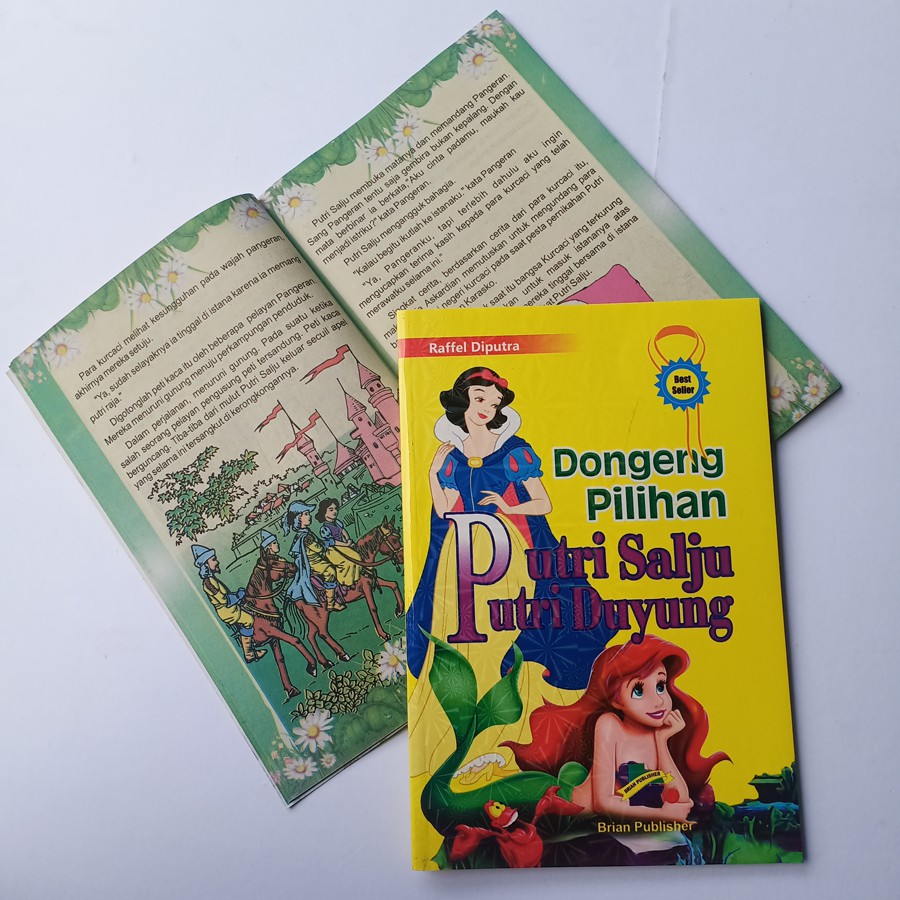 Para kurcaci melihat kesungguhan pada wajah pangeran,
akhirnya mereka setuju.
"Ya, sudah selayaknya ia tinggal di istana karena ia memang
putri raja."
Digotonglah peti kaca itu oleh beberapa pelayan Pangeran.
Mereka menuruni gunung menuju perkampungan penduduk.
Dalam perjalanan, menuruni gunung. Pada suatu ketika
salah seorang pelayan pengusung peti tersandung. Peti kaca
berguncang. Tiba-tiba dari mulut Putri Salju keluar secuil apel
yang selama ini tersangkut di kerongkongannya.
Putri Salju membuka matanya dan memandang Pangeran.
Sang Pangeran tentu saja gembira bukan kepalang. Dengan
mata berbinar ia berkata."Aku cinta padamu, maukah kau
menjadi istriku?" kata Pangeran.
Putri Salju mengangguk bahagia.
"Kalau begitu ikutlah ke istanaku." kata Pangeran
"Ya, Pangeranku, tapi terlebih dahulu aku ingin
mengucapkan terima kasih kepada para kurcaci yang telah
merawatku selama ini."
Singkat cerita, berdasarkan cerita dari para kurcaci itu,
Askardian memutuskan untuk mengundang para
negeri kurcaci pada saat pesta pernikahan Putri
Karasko.
saat itu bangsa Kurcaci yang terkurung
untuk masuk istananya atas
mereka tinggal bersama di istana
Putri Salju.
Raffel Diputra
Best
Seller
Dongeng
Pilihan
Putri Salju
Putri Duyung
BRIAN PUBLISHER
Brian Publisher